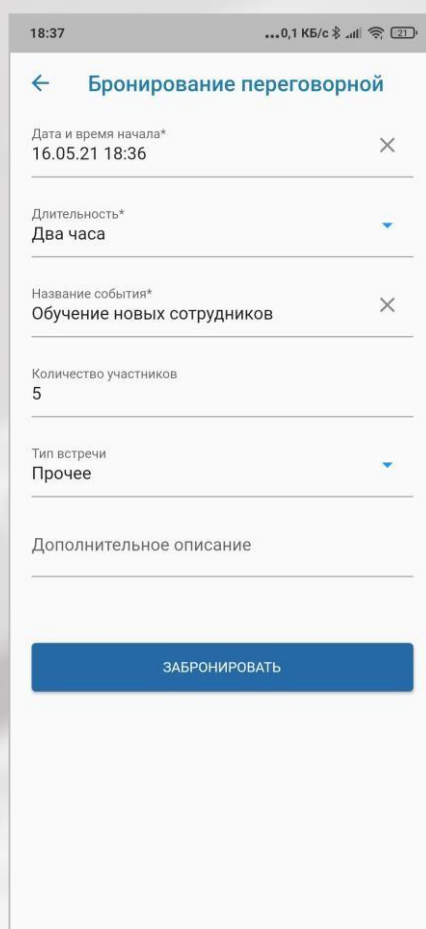 18:37
...0,1 КБ/с 21
Бронирование переговорной
Дата и время начала*
16.05.21 18:36
Длительность*
Два часа
Название события*
Обучение новых сотрудников
Количество участников
5
Тип встречи
Прочее
Дополнительное описание
ЗАБРОНИРОВАТЬ